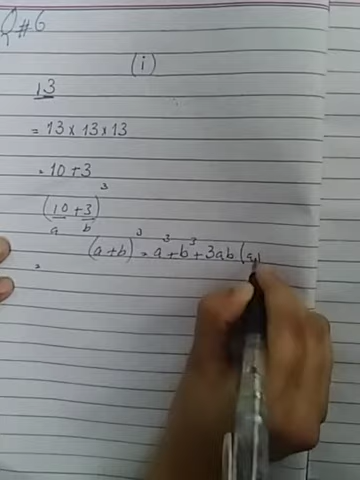 Q#6
(i)
13
= 13 x 13 x 13
= 10 + 3
(10 + 3)³
a b
(a + b)³ = a³ + b³ + 3ab (a
=